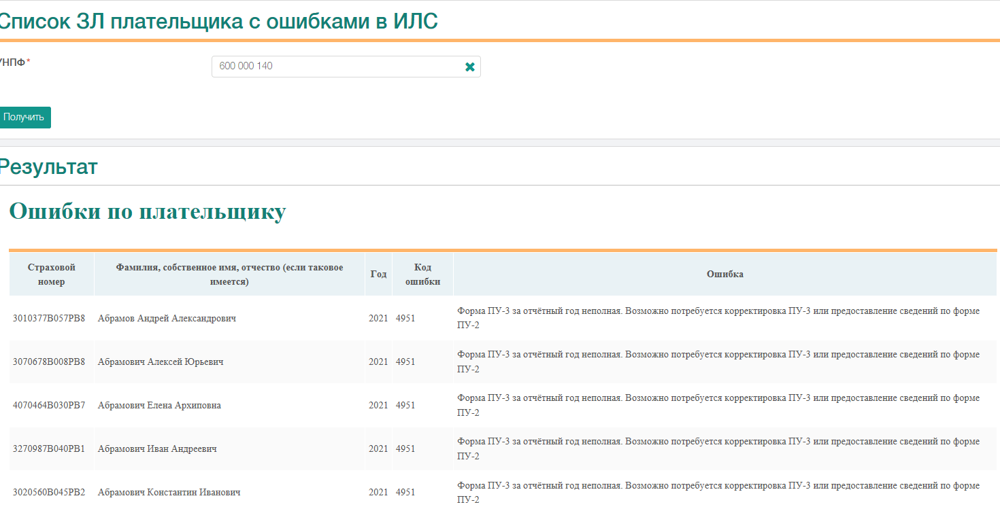 Список ЗЛ плательщика с ошибками в ИЛС
УНПФ*
600 000 140
Получить
Результат
Ошибки по плательщику
Страховой номер
Фамилия, собственное имя, отчество (если таковое имеется)
Год
Код ошибки
Ошибка
3010377B057PB8 Абрамов Андрей Александрович 2021 4951 Форма ПУ-3 за отчётный год неполная. Возможно потребуется корректировка ПУ-3 или предоставление сведений по форме
ПУ-2
3070678B008PB8 Абрамович Алексей Юрьевич 2021 4951 Форма ПУ-3 за отчётный год неполная. Возможно потребуется корректировка ПУ-3 или предоставление сведений по форме
ПУ-2
4070464B030PB7 Абрамович Елена Архиповна 2021 4951 Форма ПУ-3 за отчётный год неполная. Возможно потребуется корректировка ПУ-3 или предоставление сведений по форме
ПУ-2
3270987B040PB1 Абрамович Иван Андреевич 2021 4951 Форма ПУ-3 за отчётный год неполная. Возможно потребуется корректировка ПУ-3 или предоставление сведений по форме
ПУ-2
3020560B045PB2 Абрамович Константин Иванович 2021 4951 Форма ПУ-3 за отчётный год неполная. Возможно потребуется корректировка ПУ-3 или предоставление сведений по форме
ПУ-2